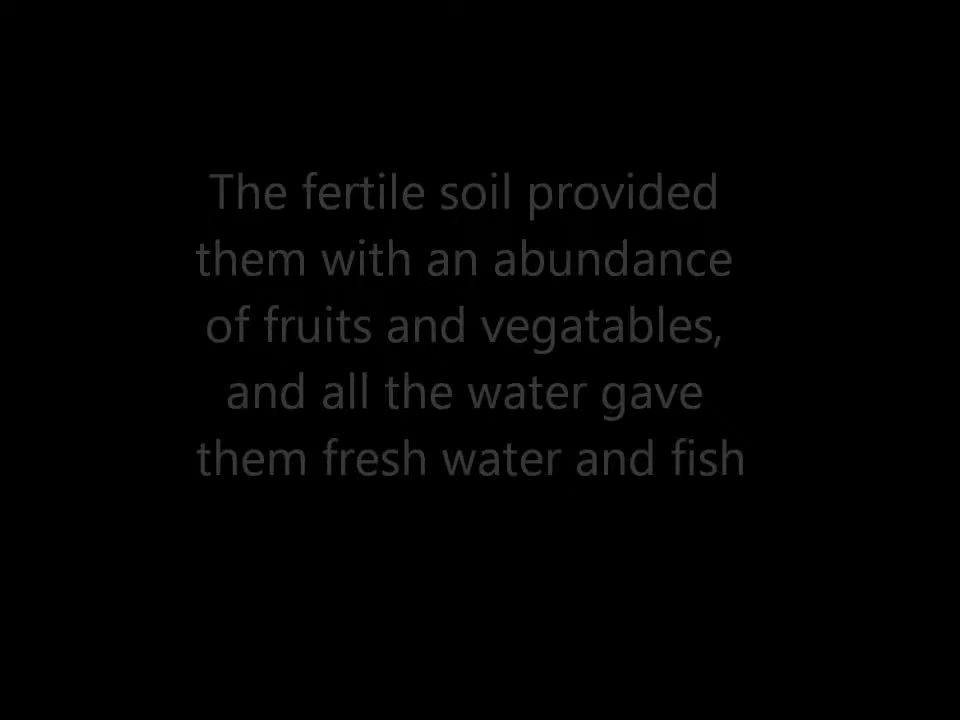 The fertile soil provided
them with an abundance
of fruits and vegatables,
and all the water gave
them fresh water and fish